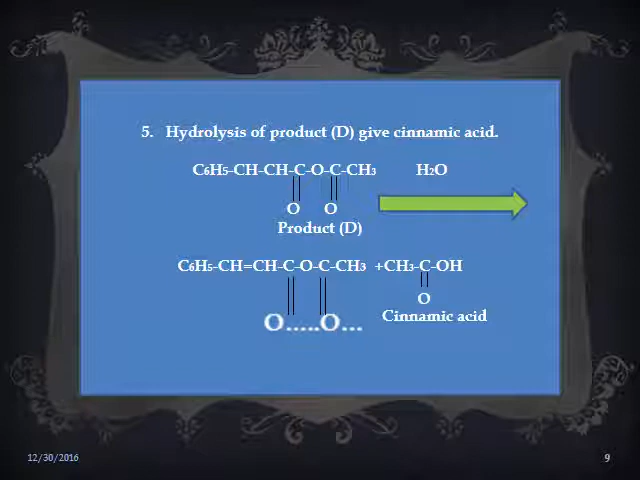 5. Hydrolysis of product (D) give cinnamic acid.
C6H5-CH-CH-C-O-C-CH3 H2O
O O
Product (D)
C6H5-CH=CH-C-O-C-CH3 +CH3-C-OH
O
O.....O...
Cinnamic acid
12/30/2016
9